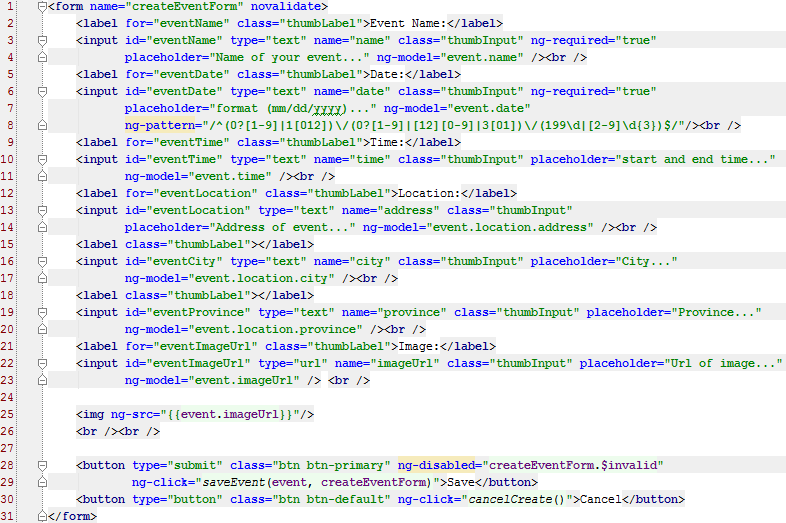 1 <form name="createEventForm" novalidate>
2 <label for="eventName" class="thumbLabel">Event Name:</label>
3 <input id="eventName" type="text" name="name" class="thumbInput" ng-required="true"
4 placeholder="Name of your event..." ng-model="event.name" /><br />
5 <label for="eventDate" class="thumbLabel">Date:</label>
6 <input id="eventDate" type="text" name="date" class="thumbInput" ng-required="true"
7 placeholder="format (mm/dd/yyyy)..." ng-model="event.date"
8 ng-pattern="/^(0?[1-9]|1[012])\/(0?[1-9]|[12][0-9]|3[01])\/(199\d|[2-9]\d{3})$/"/><br />
9 <label for="eventTime" class="thumbLabel">Time:</label>
10 <input id="eventTime" type="text" name="time" class="thumbInput" placeholder="start and end time..."
11 ng-model="event.time" /><br />
12 <label for="eventLocation" class="thumbLabel">Location:</label>
13 <input id="eventLocation" type="text" name="address" class="thumbInput"
14 placeholder="Address of event..." ng-model="event.location.address" /><br />
15 <label class="thumbLabel"></label>
16 <input id="eventCity" type="text" name="city" class="thumbInput" placeholder="City..."
17 ng-model="event.location.city" /><br />
18 <label class="thumbLabel"></label>
19 <input id="eventProvince" type="text" name="province" class="thumbInput" placeholder="Province..."
20 ng-model="event.location.province" /><br />
21 <label for="eventImageUrl" class="thumbLabel">Image:</label>
22 <input id="eventImageUrl" type="url" name="imageUrl" class="thumbInput" placeholder="Url of image..."
23 ng-model="event.imageUrl" /> <br />
24
25 <img ng-src="{{event.imageUrl}}"/>
26 <br /><br />
27
28 <button type="submit" class="btn btn-primary" ng-disabled="createEventForm.$invalid"
29 ng-click="saveEvent(event, createEventForm)">Save</button>
30 <button type="button" class="btn btn-default" ng-click="cancelCreate()">Cancel</button>
31 </form>